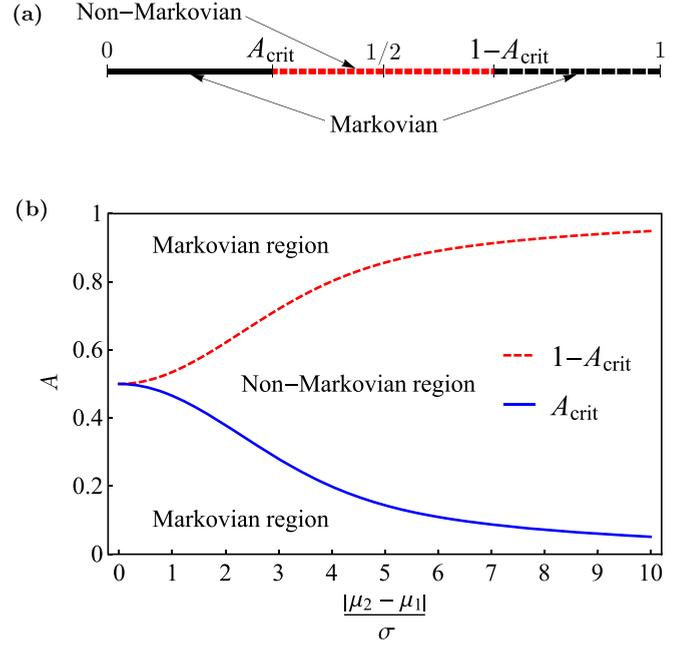 (a)
Non−Markovian
0 A_crit 1/2 1−A_crit 1
Markovian
(b)
1
0.8
0.6
0.4
0.2
0
A
Markovian region
Non−Markovian region
Markovian region
1−A_crit
A_crit
0 1 2 3 4 5 6 7 8 9 10
|μ₂ − μ₁|
σ